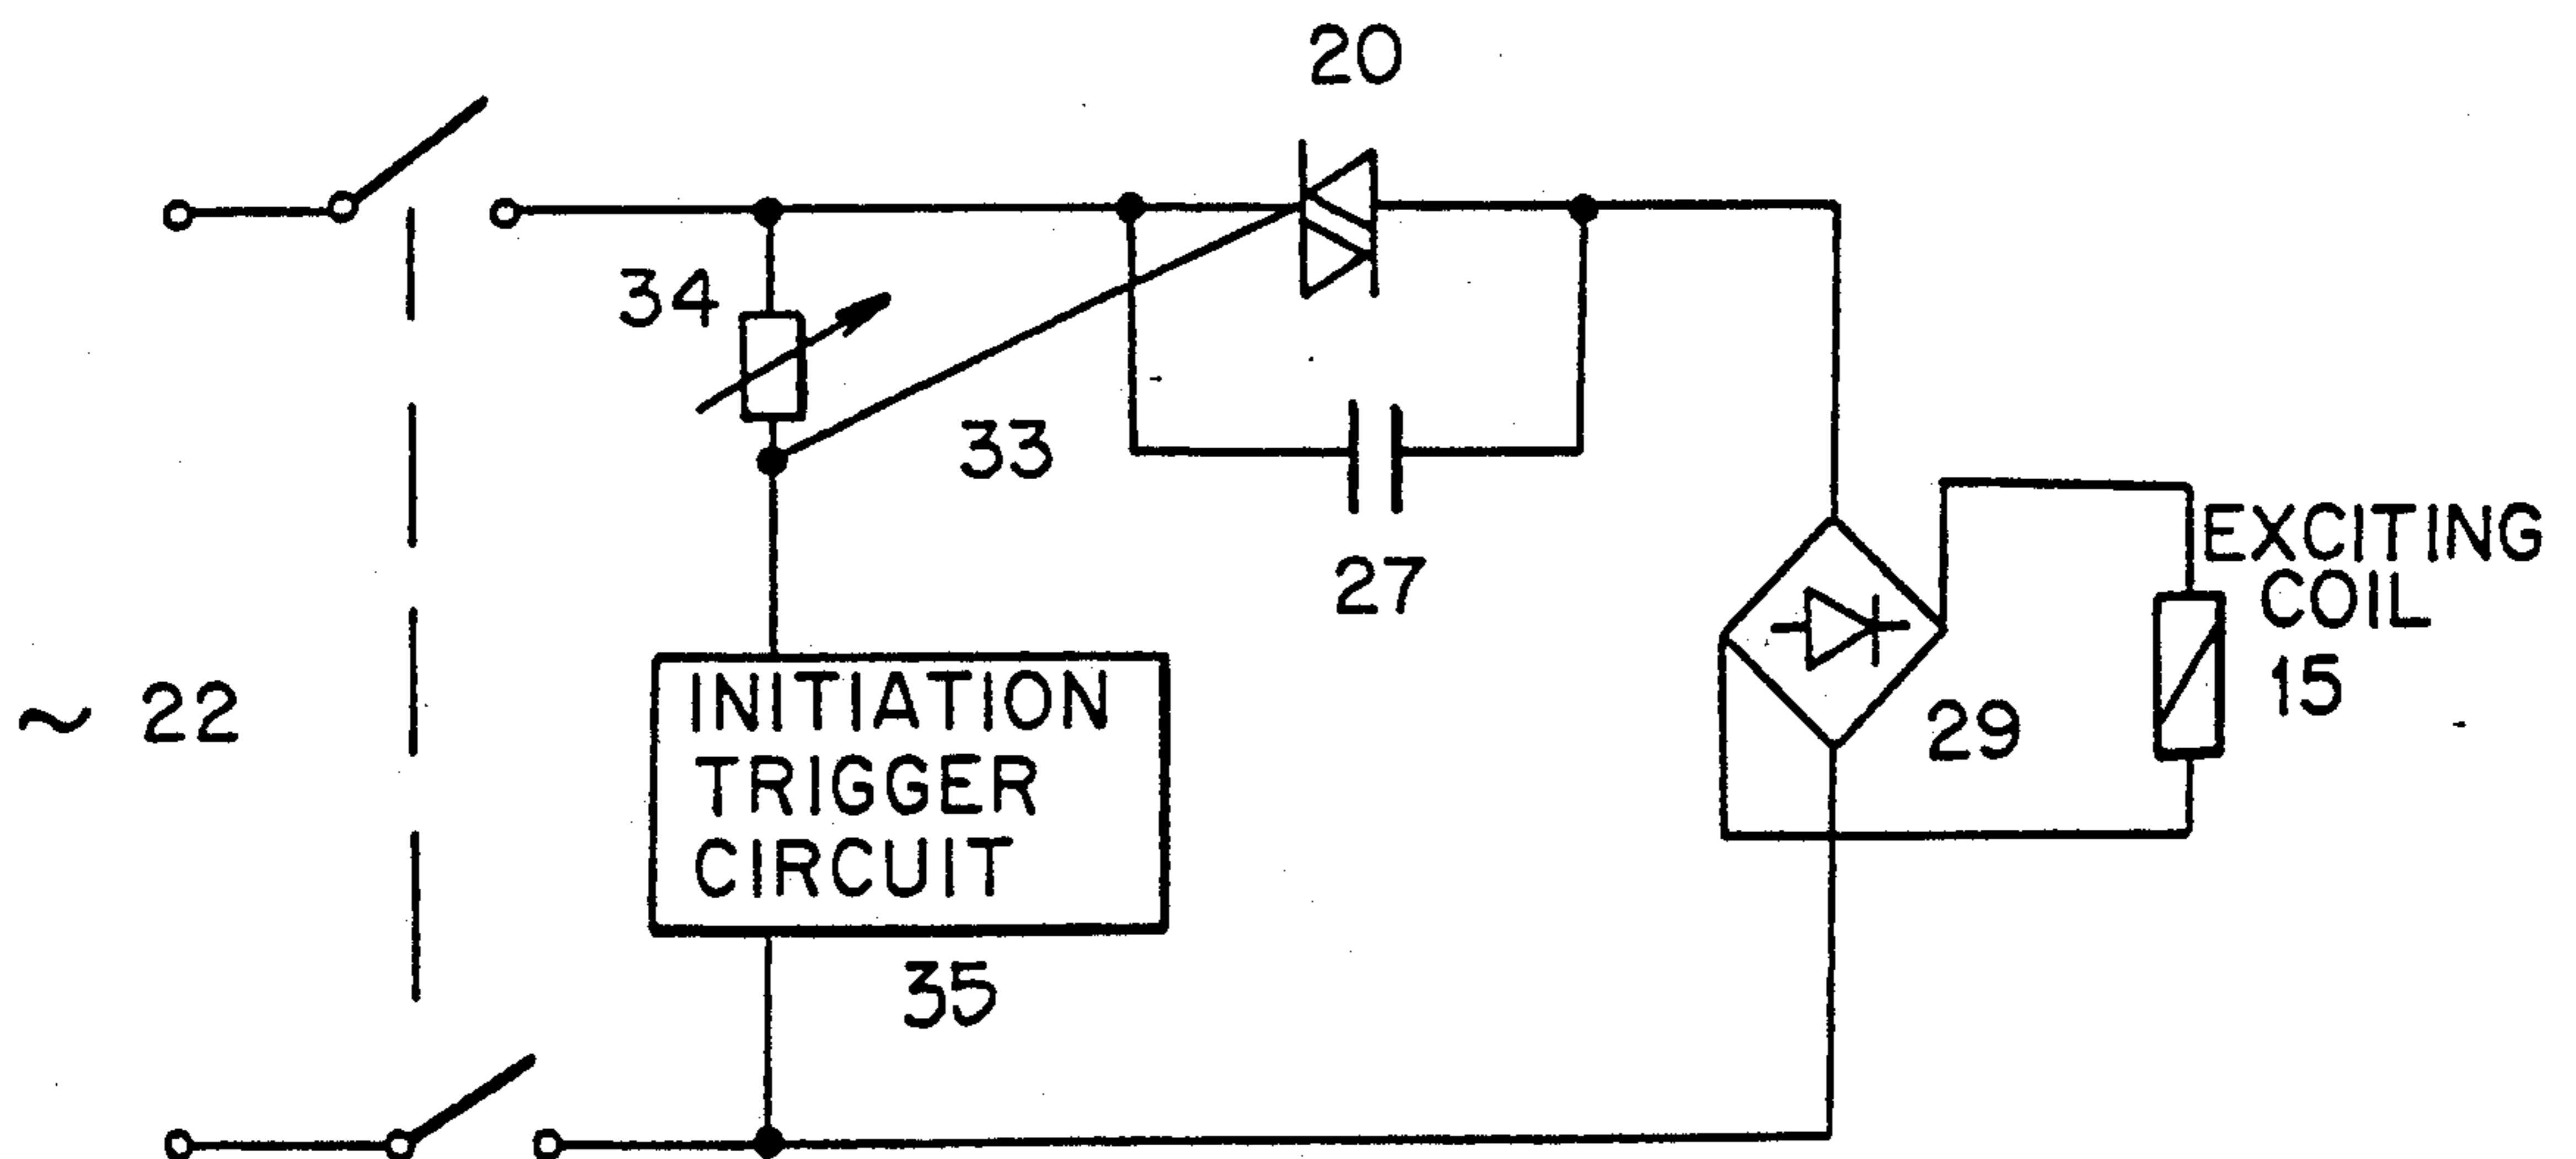 20
34
33
27
EXCITING
COIL
15
29
~ 22
INITIATION
TRIGGER
CIRCUIT
35